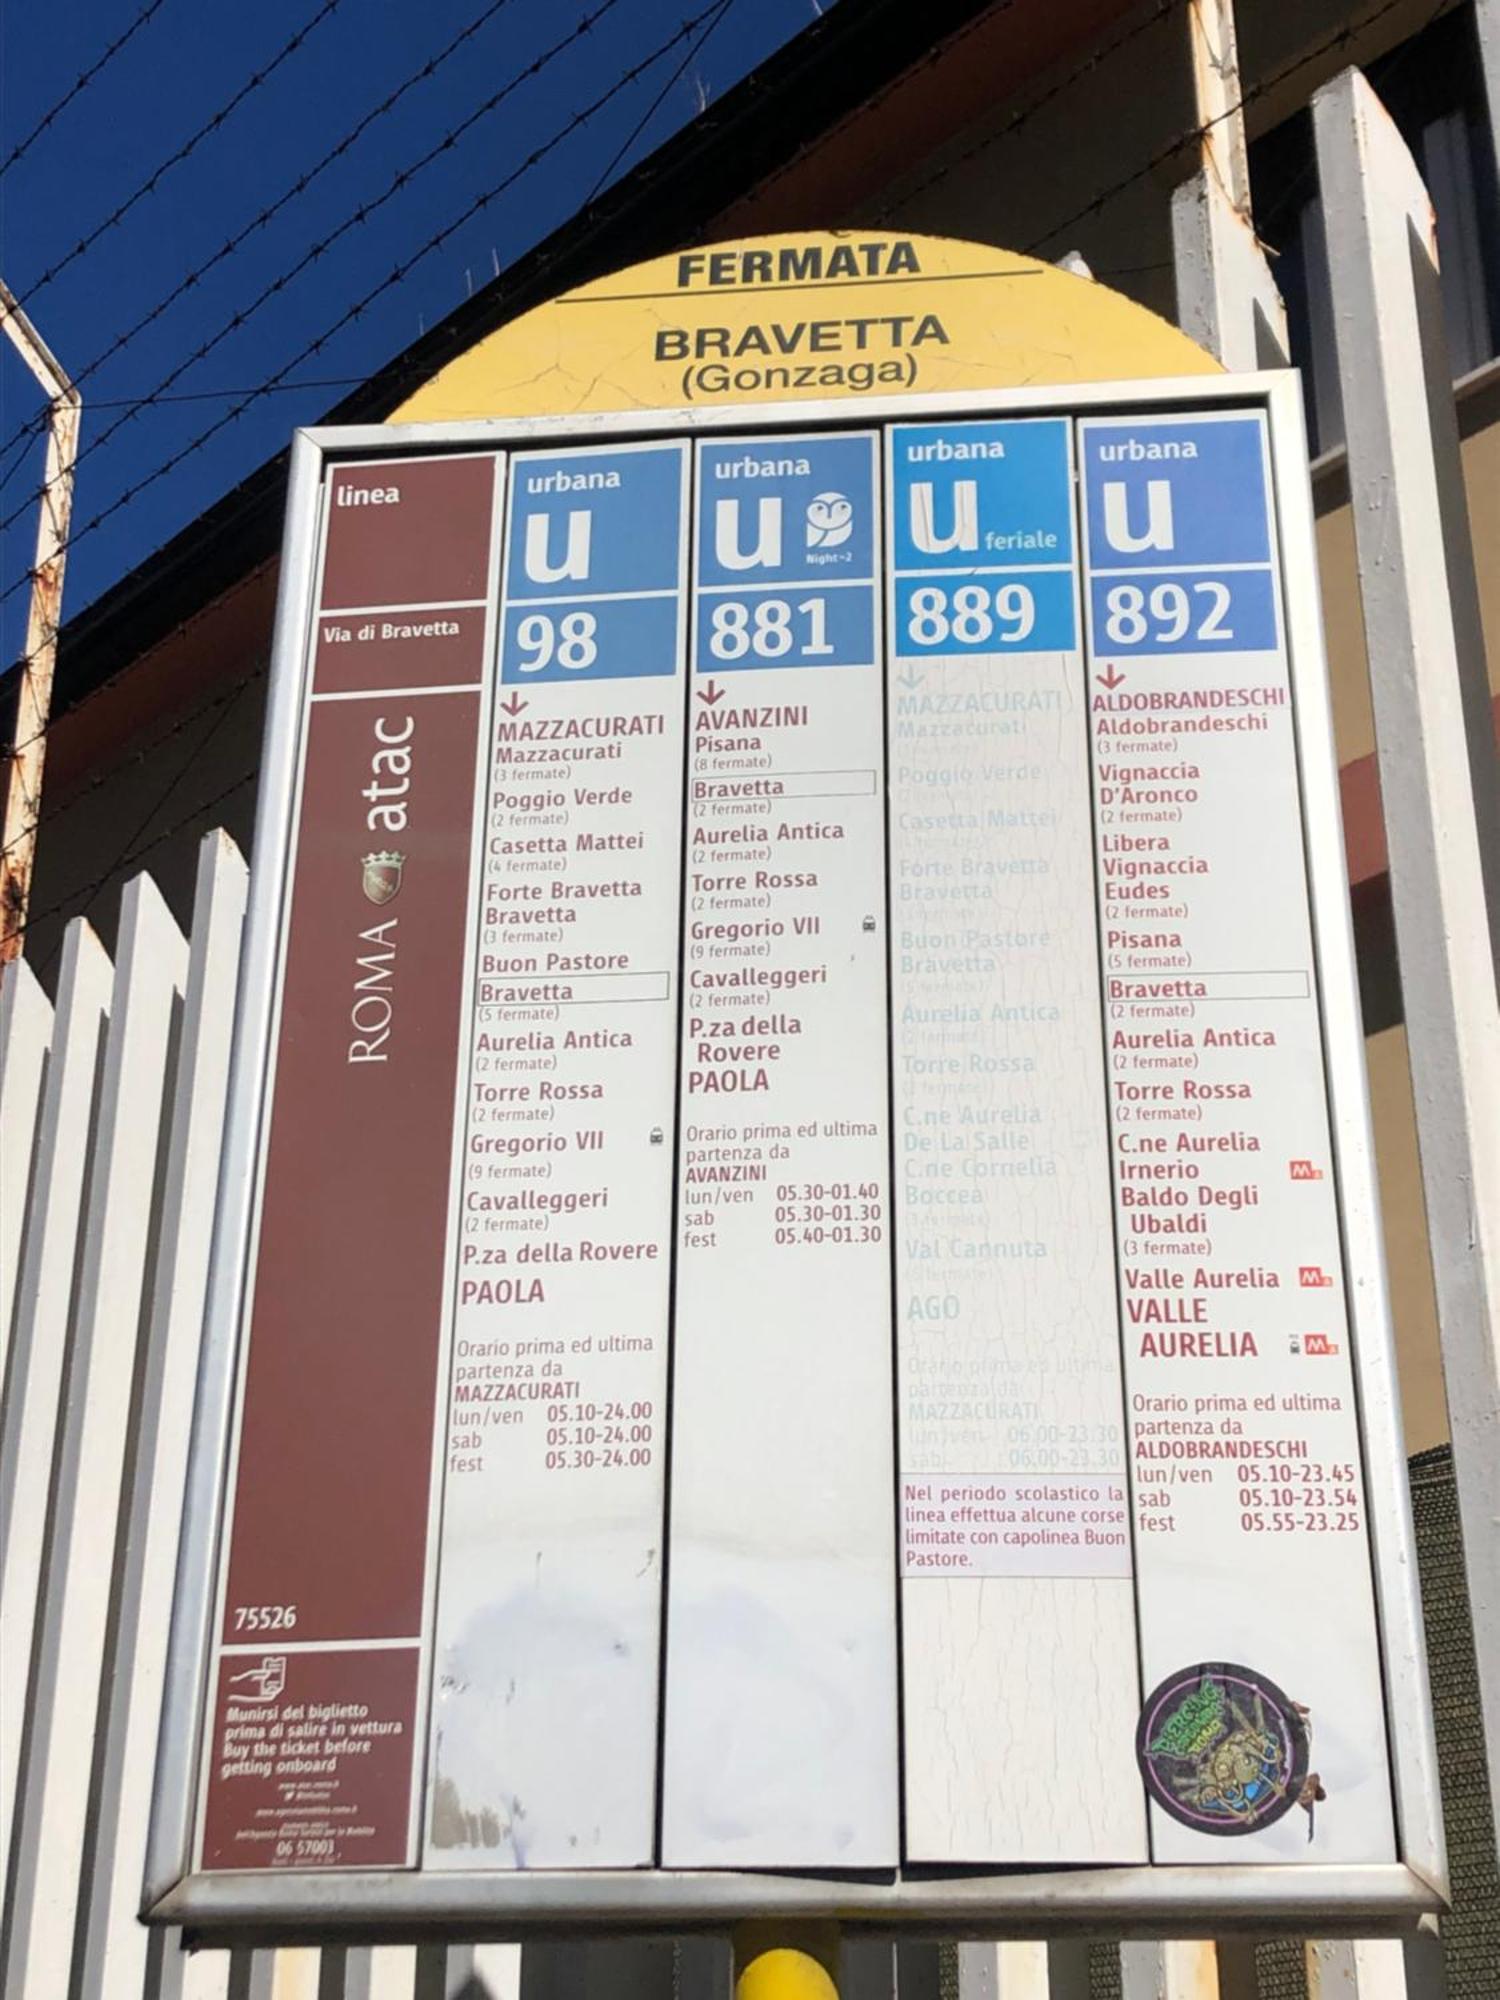 FERMATA
BRAVETTA
(Gonzaga)
linea
Via di Bravetta
ROMA atac
75526
Munirsi del biglietto
prima di salire in vettura
Buy the ticket before
getting onboard
06 57003
urbana
u
98
MAZZACURATI
Mazzacurati
(3 fermate)
Poggio Verde
(2 fermate)
Casetta Mattei
(4 fermate)
Forte Bravetta
Bravetta
(3 fermate)
Buon Pastore
Bravetta
(5 fermate)
Aurelia Antica
(2 fermate)
Torre Rossa
(2 fermate)
Gregorio VII
(9 fermate)
Cavalleggeri
(2 fermate)
P.za della Rovere
PAOLA
Orario prima ed ultima
partenza da
MAZZACURATI
lun/ven 05.10-24.00
sab 05.10-24.00
fest 05.30-24.00
urbana
u
Night-2
881
AVANZINI
Pisana
(8 fermate)
Bravetta
(2 fermate)
Aurelia Antica
(2 fermate)
Torre Rossa
(2 fermate)
Gregorio VII
(9 fermate)
Cavalleggeri
(2 fermate)
P.za della
Rovere
PAOLA
Orario prima ed ultima
partenza da
AVANZINI
lun/ven 05.30-01.40
sab 05.30-01.30
fest 05.40-01.30
urbana
u feriale
889
MAZZACURATI
Mazzacurati
Poggio Verde
Casetta Mattei
Forte Bravetta
Bravetta
Buon Pastore
Bravetta
(5 fermate)
Aurelia Antica
(2 fermate)
Torre Rossa
(2 fermate)
C.ne Aurelia
De La Salle
C.ne Cornelia
Boccea
Val Cannuta
AGO
Orario prima ed ultima
partenza da
MAZZACURATI
lun/ven 06.00-23.30
sab 06.00-23.30
Nel periodo scolastico la
linea effettua alcune corse
limitate con capolinea Buon
Pastore.
urbana
u
892
ALDOBRANDESCHI
Aldobrandeschi
(3 fermate)
Vignaccia
D'Aronco
(2 fermate)
Libera
Vignaccia
Eudes
(2 fermate)
Pisana
(5 fermate)
Bravetta
(2 fermate)
Aurelia Antica
(2 fermate)
Torre Rossa
(2 fermate)
C.ne Aurelia
Irnerio MA
Baldo Degli
Ubaldi
(3 fermate)
Valle Aurelia MA
VALLE
AURELIA MA
Orario prima ed ultima
partenza da
ALDOBRANDESCHI
lun/ven 05.10-23.45
sab 05.10-23.54
fest 05.55-23.25